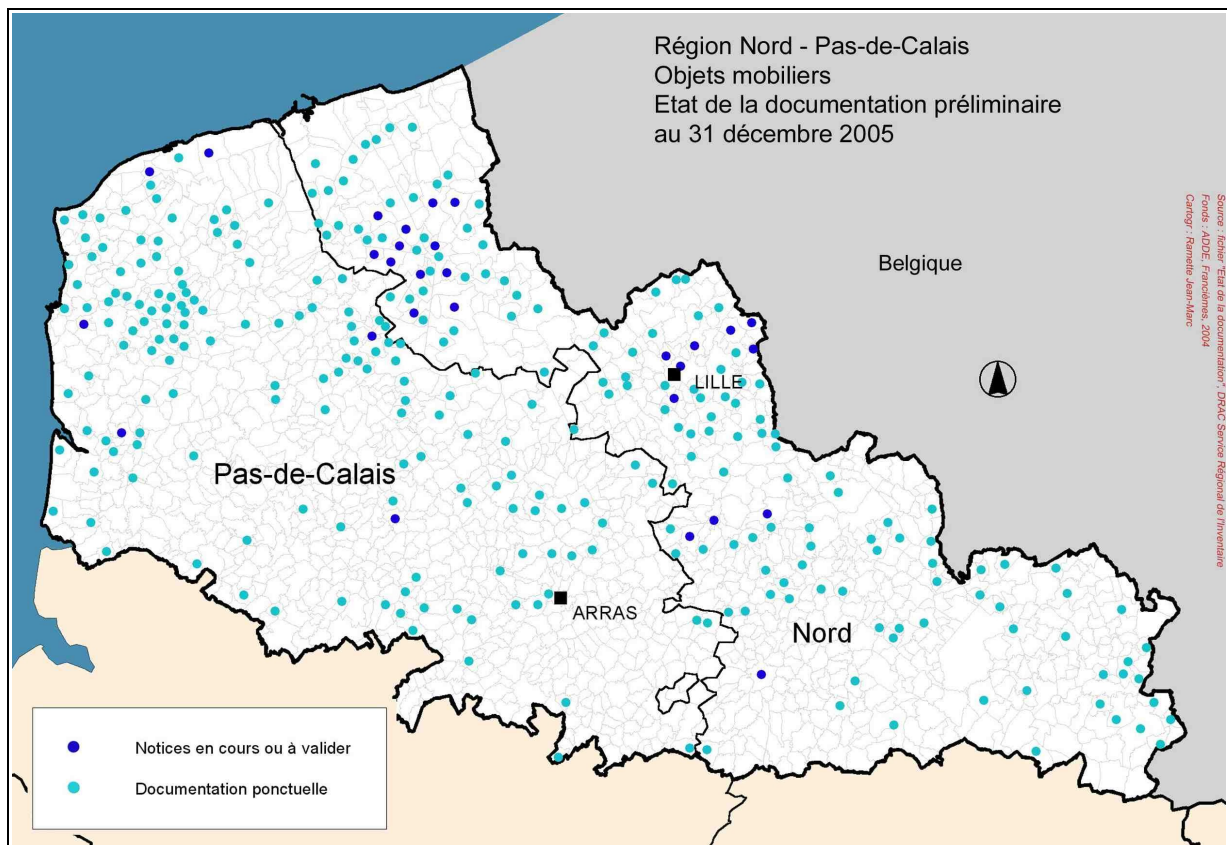 Région Nord - Pas-de-Calais
Objets mobiliers
Etat de la documentation préliminaire
au 31 décembre 2005
Belgique
LILLE
Pas-de-Calais
ARRAS
Nord
Notices en cours ou à valider
Documentation ponctuelle
Source : fichier "Etat de la documentation", DRAC Service Régional de l'Inventaire
Fonds : ADDE, Francièmes, 2004
Cartogr : Ramette Jean-Marc